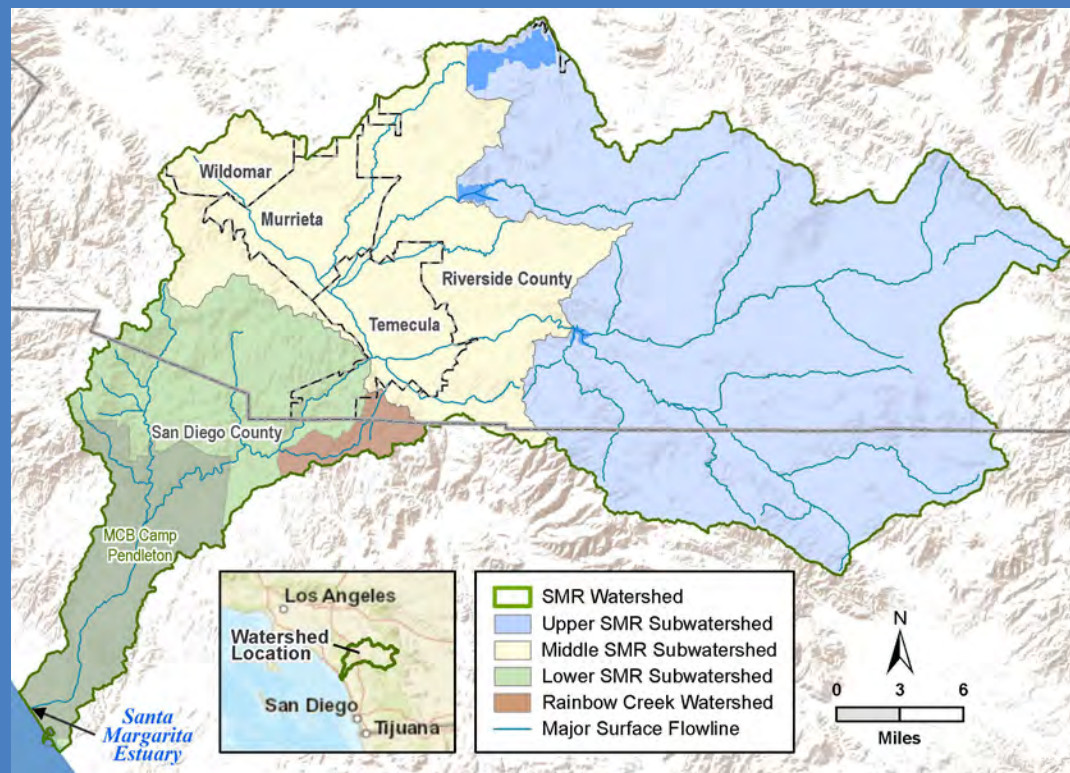 Wildomar
Murrieta
Riverside County
Temecula
San Diego County
MCB Camp
Pendleton
Santa
Margarita
Estuary
Los Angeles
Watershed
Location
San Diego
Tijuana
SMR Watershed
Upper SMR Subwatershed
Middle SMR Subwatershed
Lower SMR Subwatershed
Rainbow Creek Watershed
Major Surface Flowline
N
0 3 6
Miles